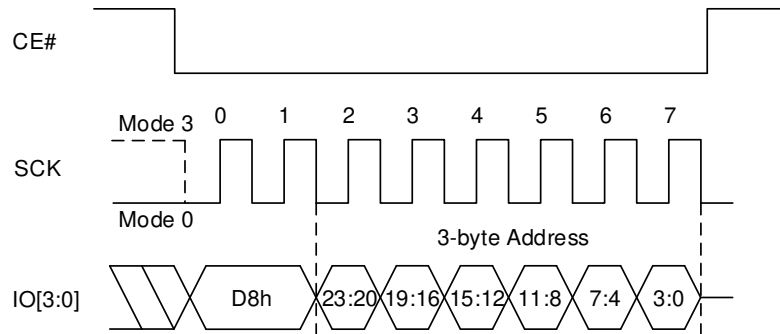 CE#
0 1 2 3 4 5 6 7
Mode 3
SCK
Mode 0
3-byte Address
IO[3:0] D8h 23:20 19:16 15:12 11:8 7:4 3:0